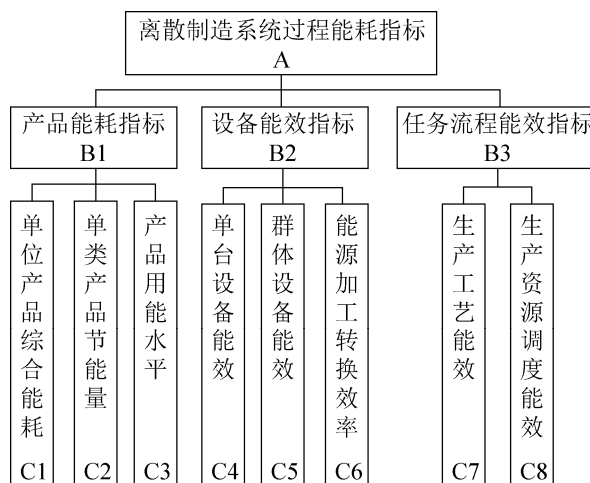 离散制造系统过程能耗指标
A
产品能耗指标
B1
设备能效指标
B2
任务流程能效指标
B3
单位产品综合能耗
C1
单类产品节能量
C2
产品用能水平
C3
单台设备能效
C4
群体设备能效
C5
能源加工转换效率
C6
生产工艺能效
C7
生产资源调度能效
C8